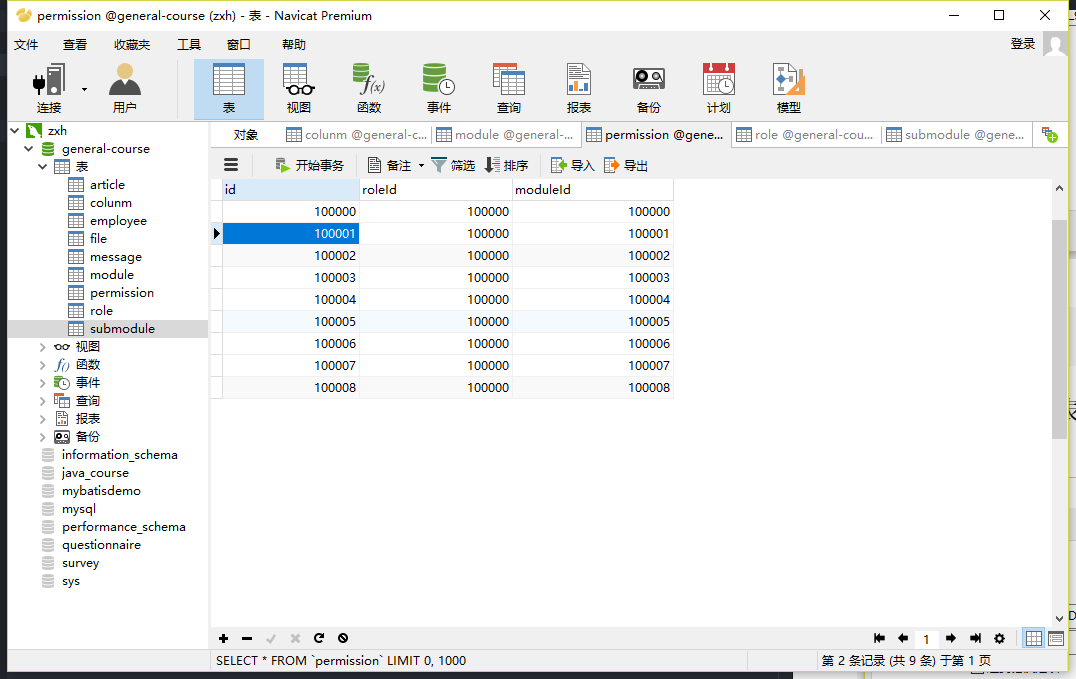 permission @general-course (zxh) - 表 - Navicat Premium
文件 查看 收藏夹 工具 窗口 帮助 登录
连接 用户 表 视图 函数 事件 查询 报表 备份 计划 模型
zxh
general-course
表
article
colunm
employee
file
message
module
permission
role
submodule
视图
函数
事件
查询
报表
备份
information_schema
java_course
mybatisdemo
mysql
performance_schema
questionnaire
survey
sys
对象 colunm @general-c... module @general-... permission @gene... role @general-cou... submodule @gene...
开始事务 备注 筛选 排序 导入 导出
id roleId moduleId
100000 100000 100000
100001 100000 100001
100002 100000 100002
100003 100000 100003
100004 100000 100004
100005 100000 100005
100006 100000 100006
100007 100000 100007
100008 100000 100008
1
SELECT * FROM `permission` LIMIT 0, 1000 第 2 条记录 (共 9 条) 于第 1 页